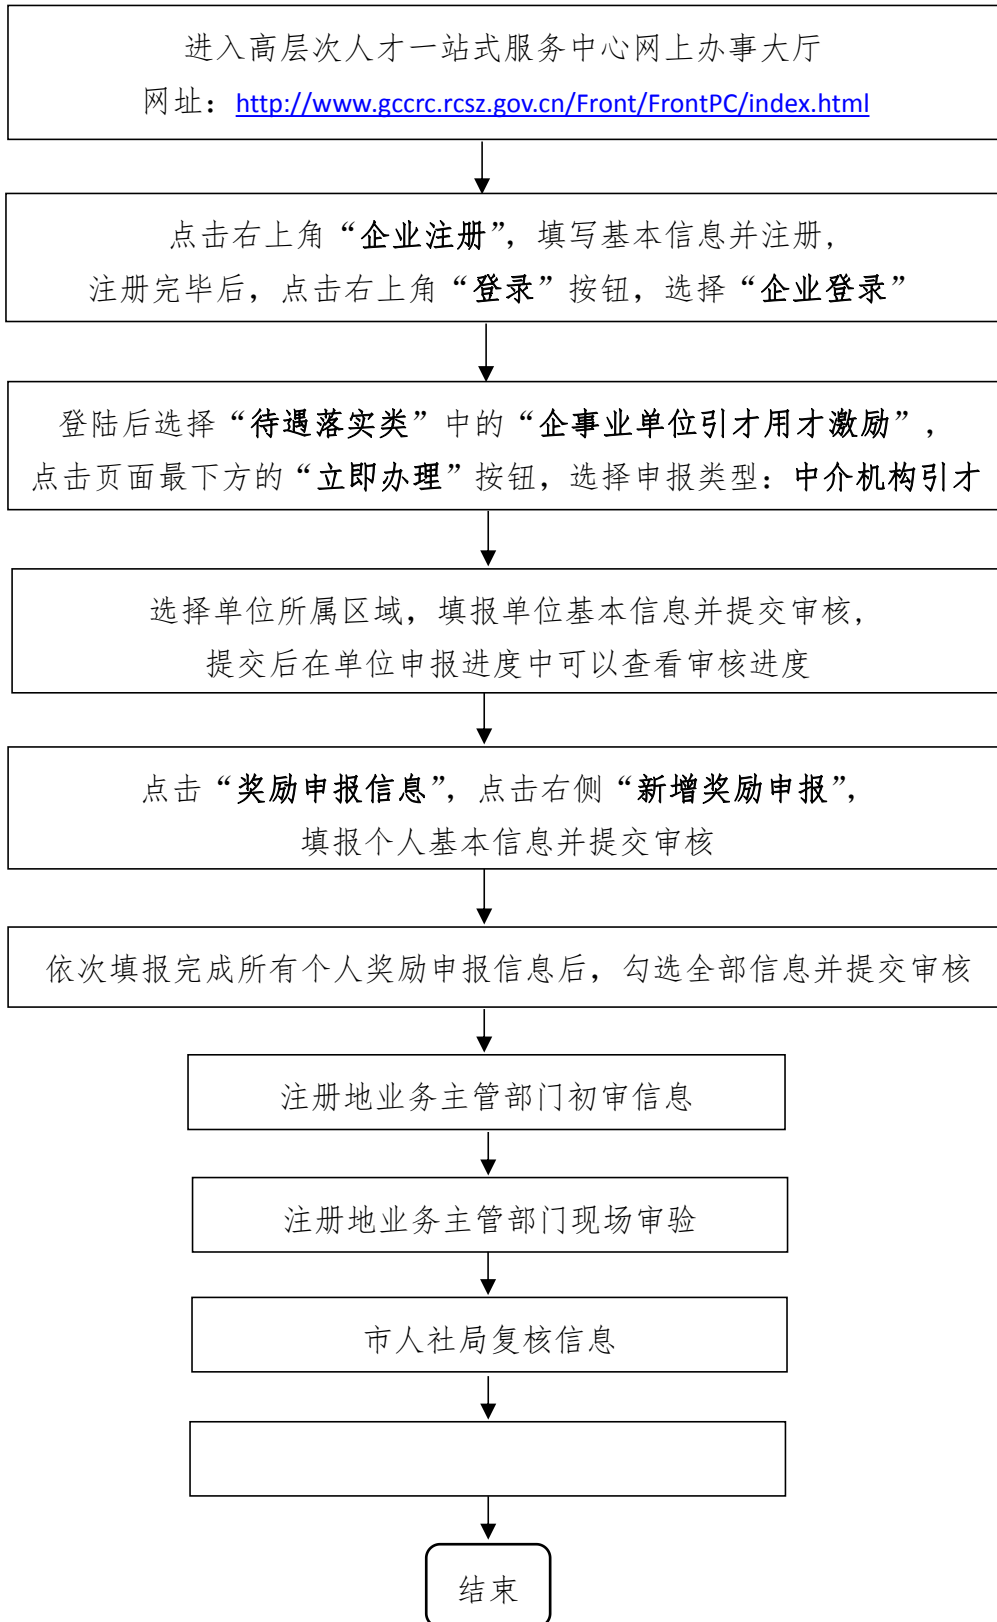 进入高层次人才一站式服务中心网上办事大厅
网址：http://www.gccrc.rcsz.gov.cn/Front/FrontPC/index.html
点击右上角“企业注册”，填写基本信息并注册，
注册完毕后，点击右上角“登录”按钮，选择“企业登录”
登陆后选择“待遇落实类”中的“企事业单位引才用才激励”，
点击页面最下方的“立即办理”按钮，选择申报类型：中介机构引才
选择单位所属区域，填报单位基本信息并提交审核，
提交后在单位申报进度中可以查看审核进度
点击“奖励申报信息”，点击右侧“新增奖励申报”，
填报个人基本信息并提交审核
依次填报完成所有个人奖励申报信息后，勾选全部信息并提交审核
注册地业务主管部门初审信息
注册地业务主管部门现场审验
市人社局复核信息
结束